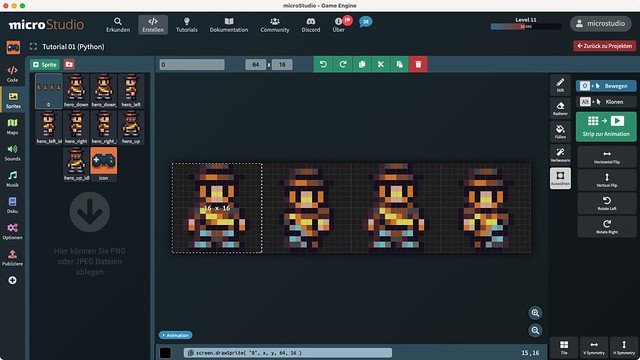 microStudio - Game Engine
microStudio
Erkunden
Erstellen
Tutorials
Dokumentation
Community
Discord
Über
DE
Level 11
microstudio
Tutorial 01 (Python)
Zurück zu Projekten
Code
Sprites
Maps
Sounds
Musik
Doku
Optionen
Publiziere
Sprite
0
hero_down
hero_down_
hero_left
hero_left_id
hero_right
hero_right_i
hero_up
hero_up_idl
icon
Hier können Sie PNG
oder JPEG Dateien
ablegen
0
64 x 16
16 x 16
Animation
screen.drawSprite( "0", x, y, 64, 16 )
15,16
Stift
Radierer
Füllen
Verbessern
Auswählen
Bewegen
Alt
Klonen
Strip zur Animation
Horizontal Flip
Vertical Flip
Rotate Left
Rotate Right
Tile
V Symmetry
H Symmetry